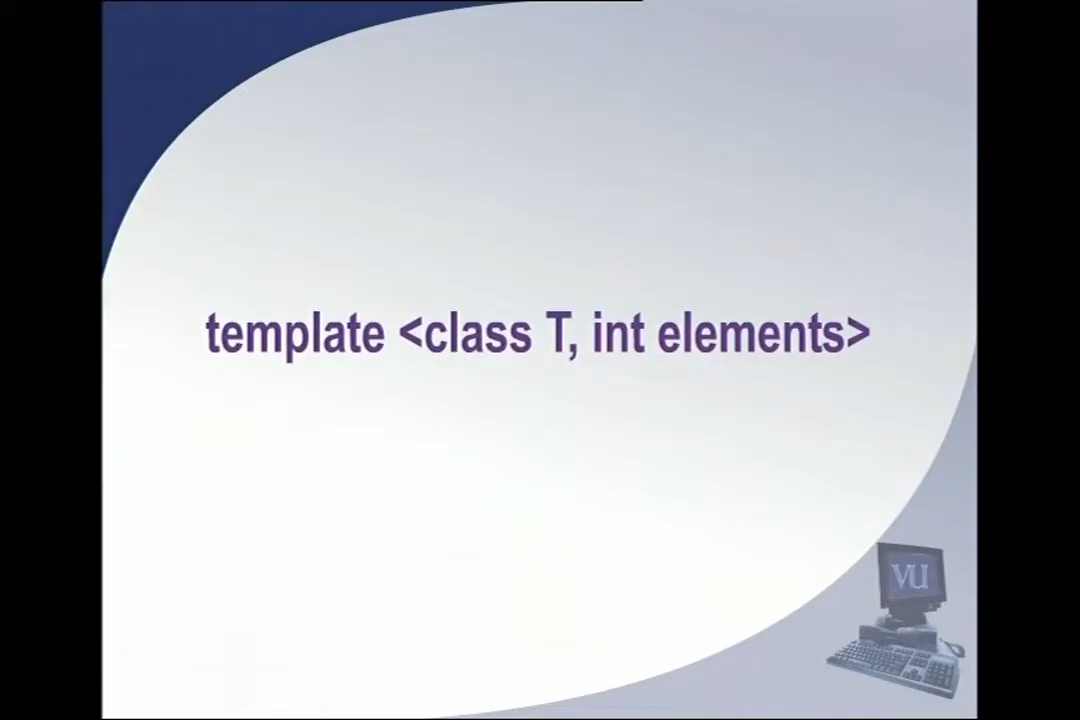 template <class T, int elements>
VU